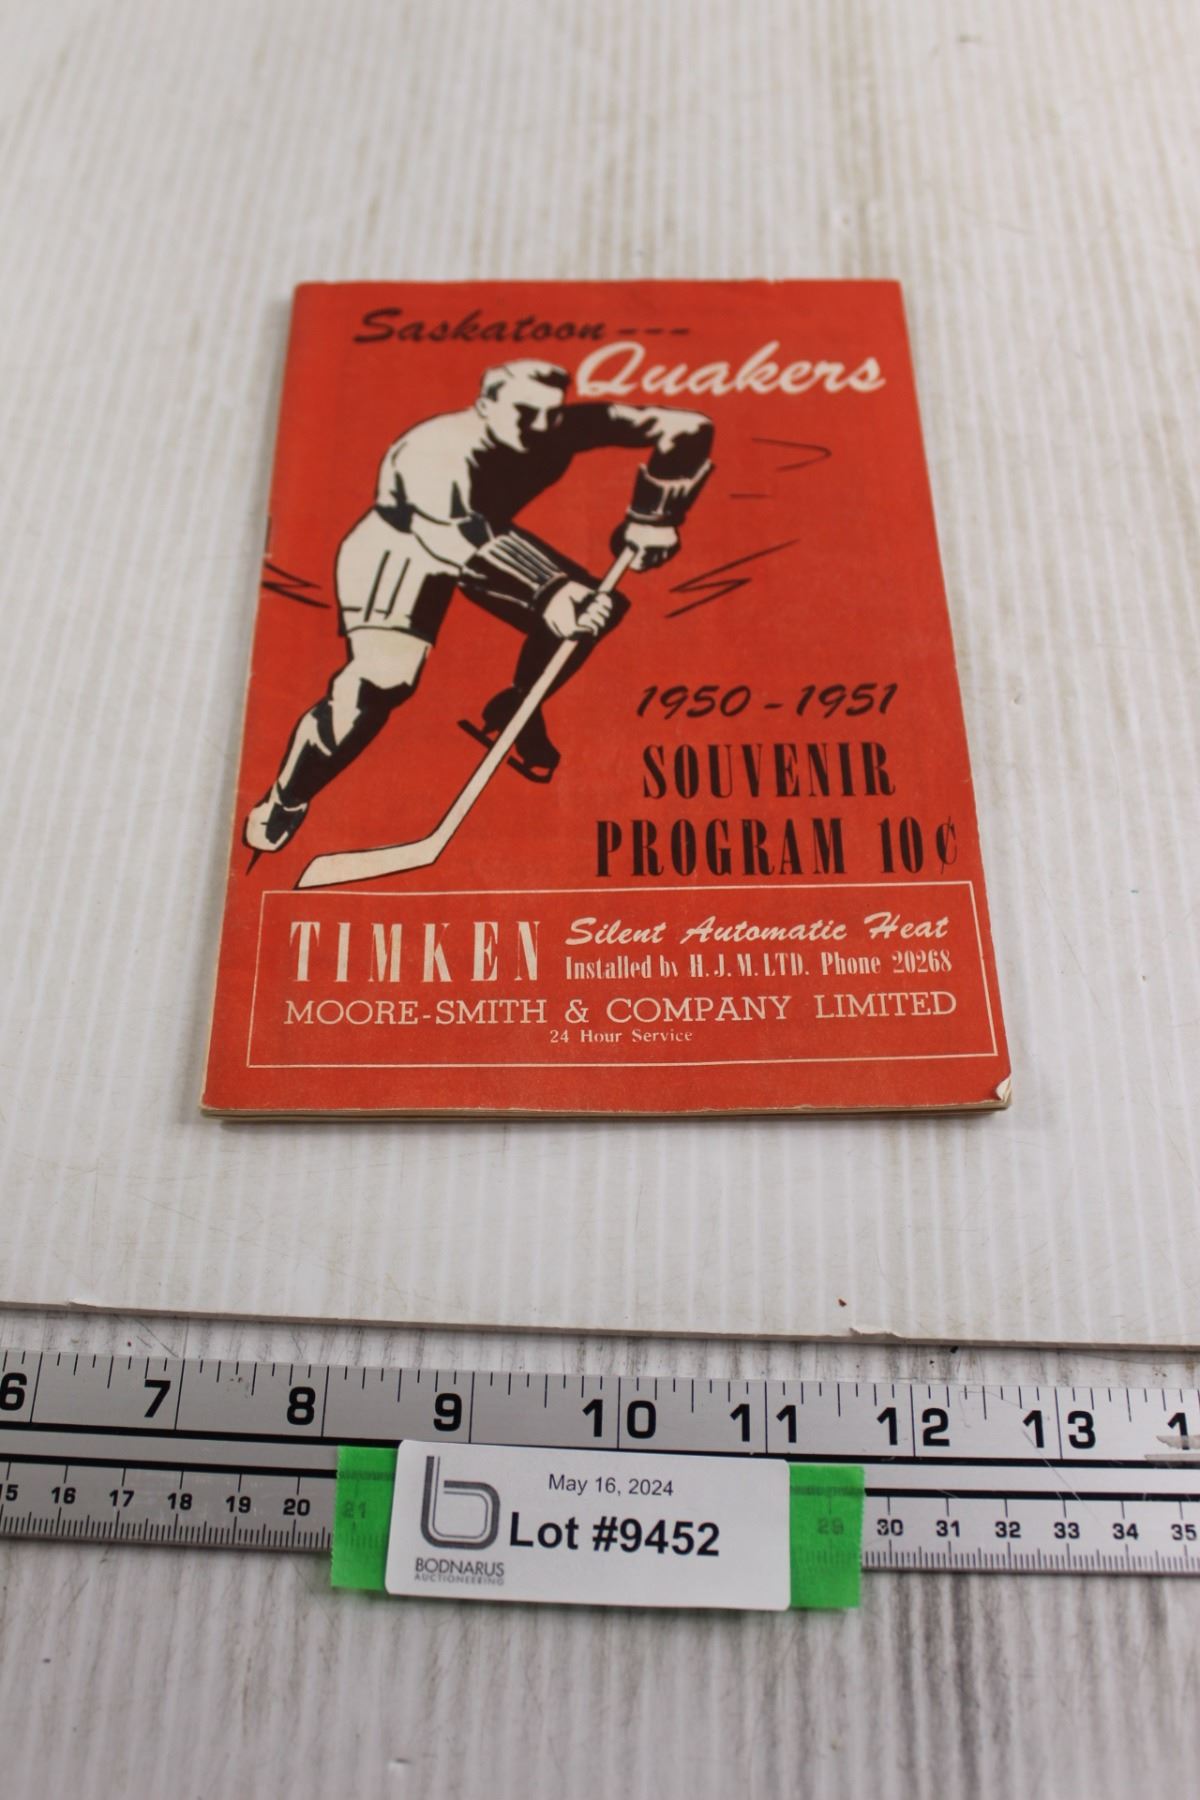 Saskatoon---
Quakers
1950-1951
SOUVENIR
PROGRAM 10¢
TIMKEN Silent Automatic Heat
Installed by H.J.M. LTD. Phone 20268
MOORE-SMITH & COMPANY LIMITED
24 Hour Service
6 7 8 9 10 11 12 13 1
15 16 17 18 19 20 21 29 30 31 32 33 34 35
May 16, 2024
Lot #9452
BODNARUS
AUCTIONEERING